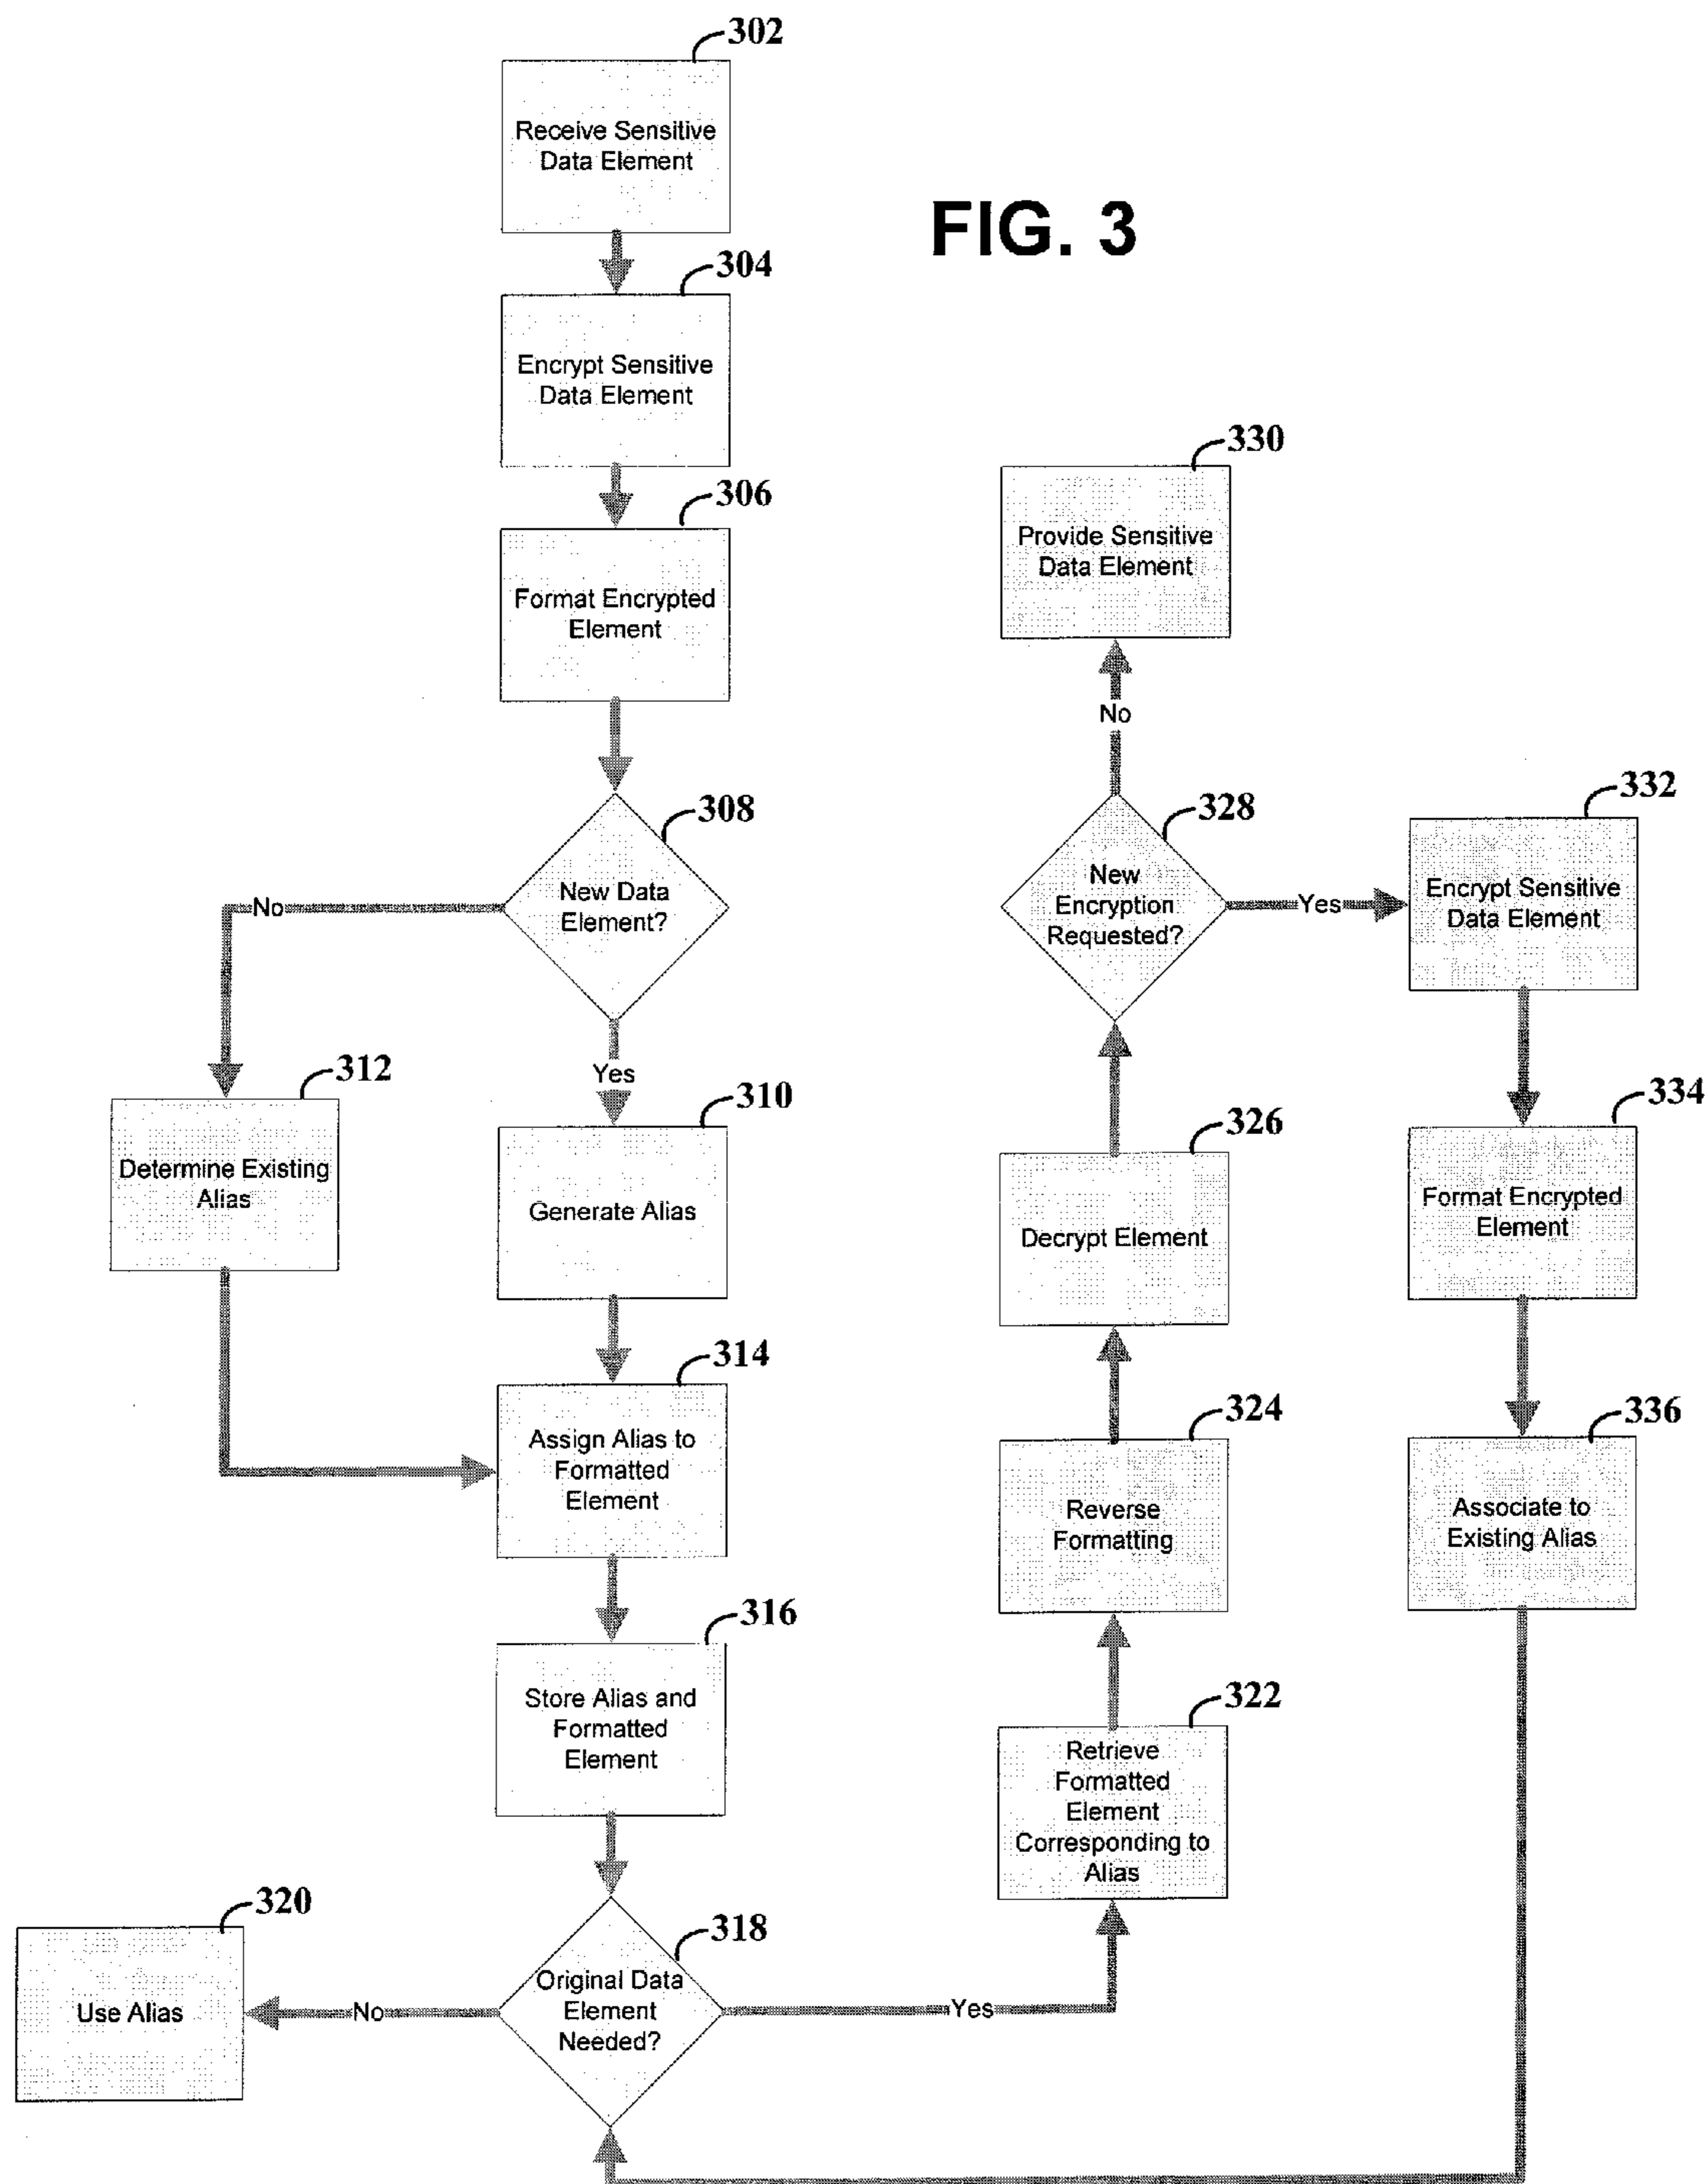 302
Receive Sensitive
Data Element
FIG. 3
304
Encrypt Sensitive
Data Element
306
Format Encrypted
Element
308
New Data
Element?
No
Yes
312
Determine Existing
Alias
310
Generate Alias
314
Assign Alias to
Formatted
Element
316
Store Alias and
Formatted
Element
318
Original Data
Element
Needed?
No
320
Use Alias
Yes
322
Retrieve
Formatted
Element
Corresponding to
Alias
324
Reverse
Formatting
326
Decrypt Element
328
New
Encryption
Requested?
No
330
Provide Sensitive
Data Element
Yes
332
Encrypt Sensitive
Data Element
334
Format Encrypted
Element
336
Associate to
Existing Alias